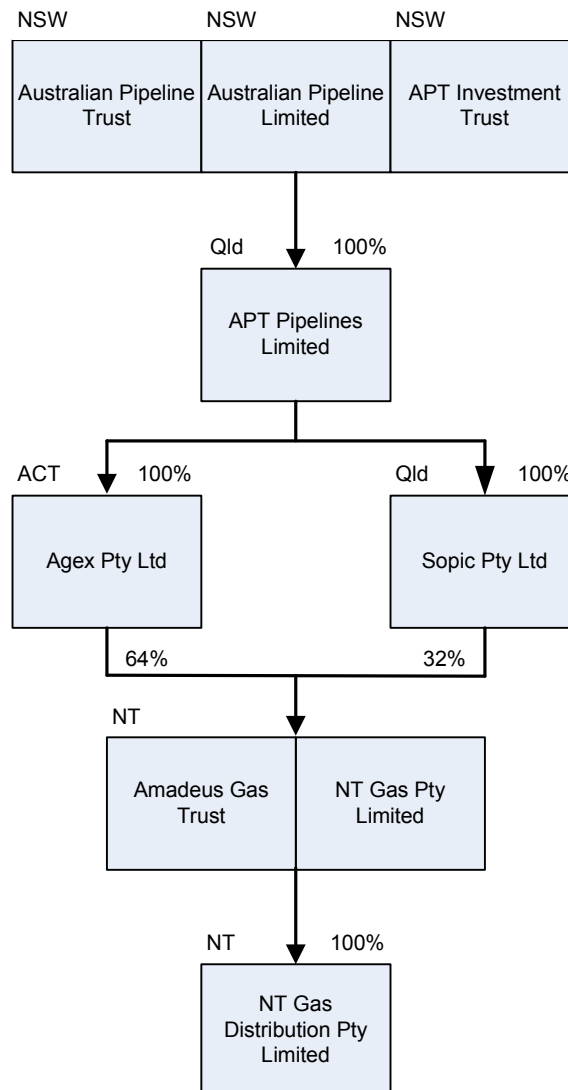 NSW
NSW
NSW
Australian Pipeline
Trust
Australian Pipeline
Limited
APT Investment
Trust
Qld
100%
APT Pipelines
Limited
ACT
100%
Qld
100%
Agex Pty Ltd
Sopic Pty Ltd
64%
32%
NT
Amadeus Gas
Trust
NT Gas Pty
Limited
NT
100%
NT Gas
Distribution Pty
Limited